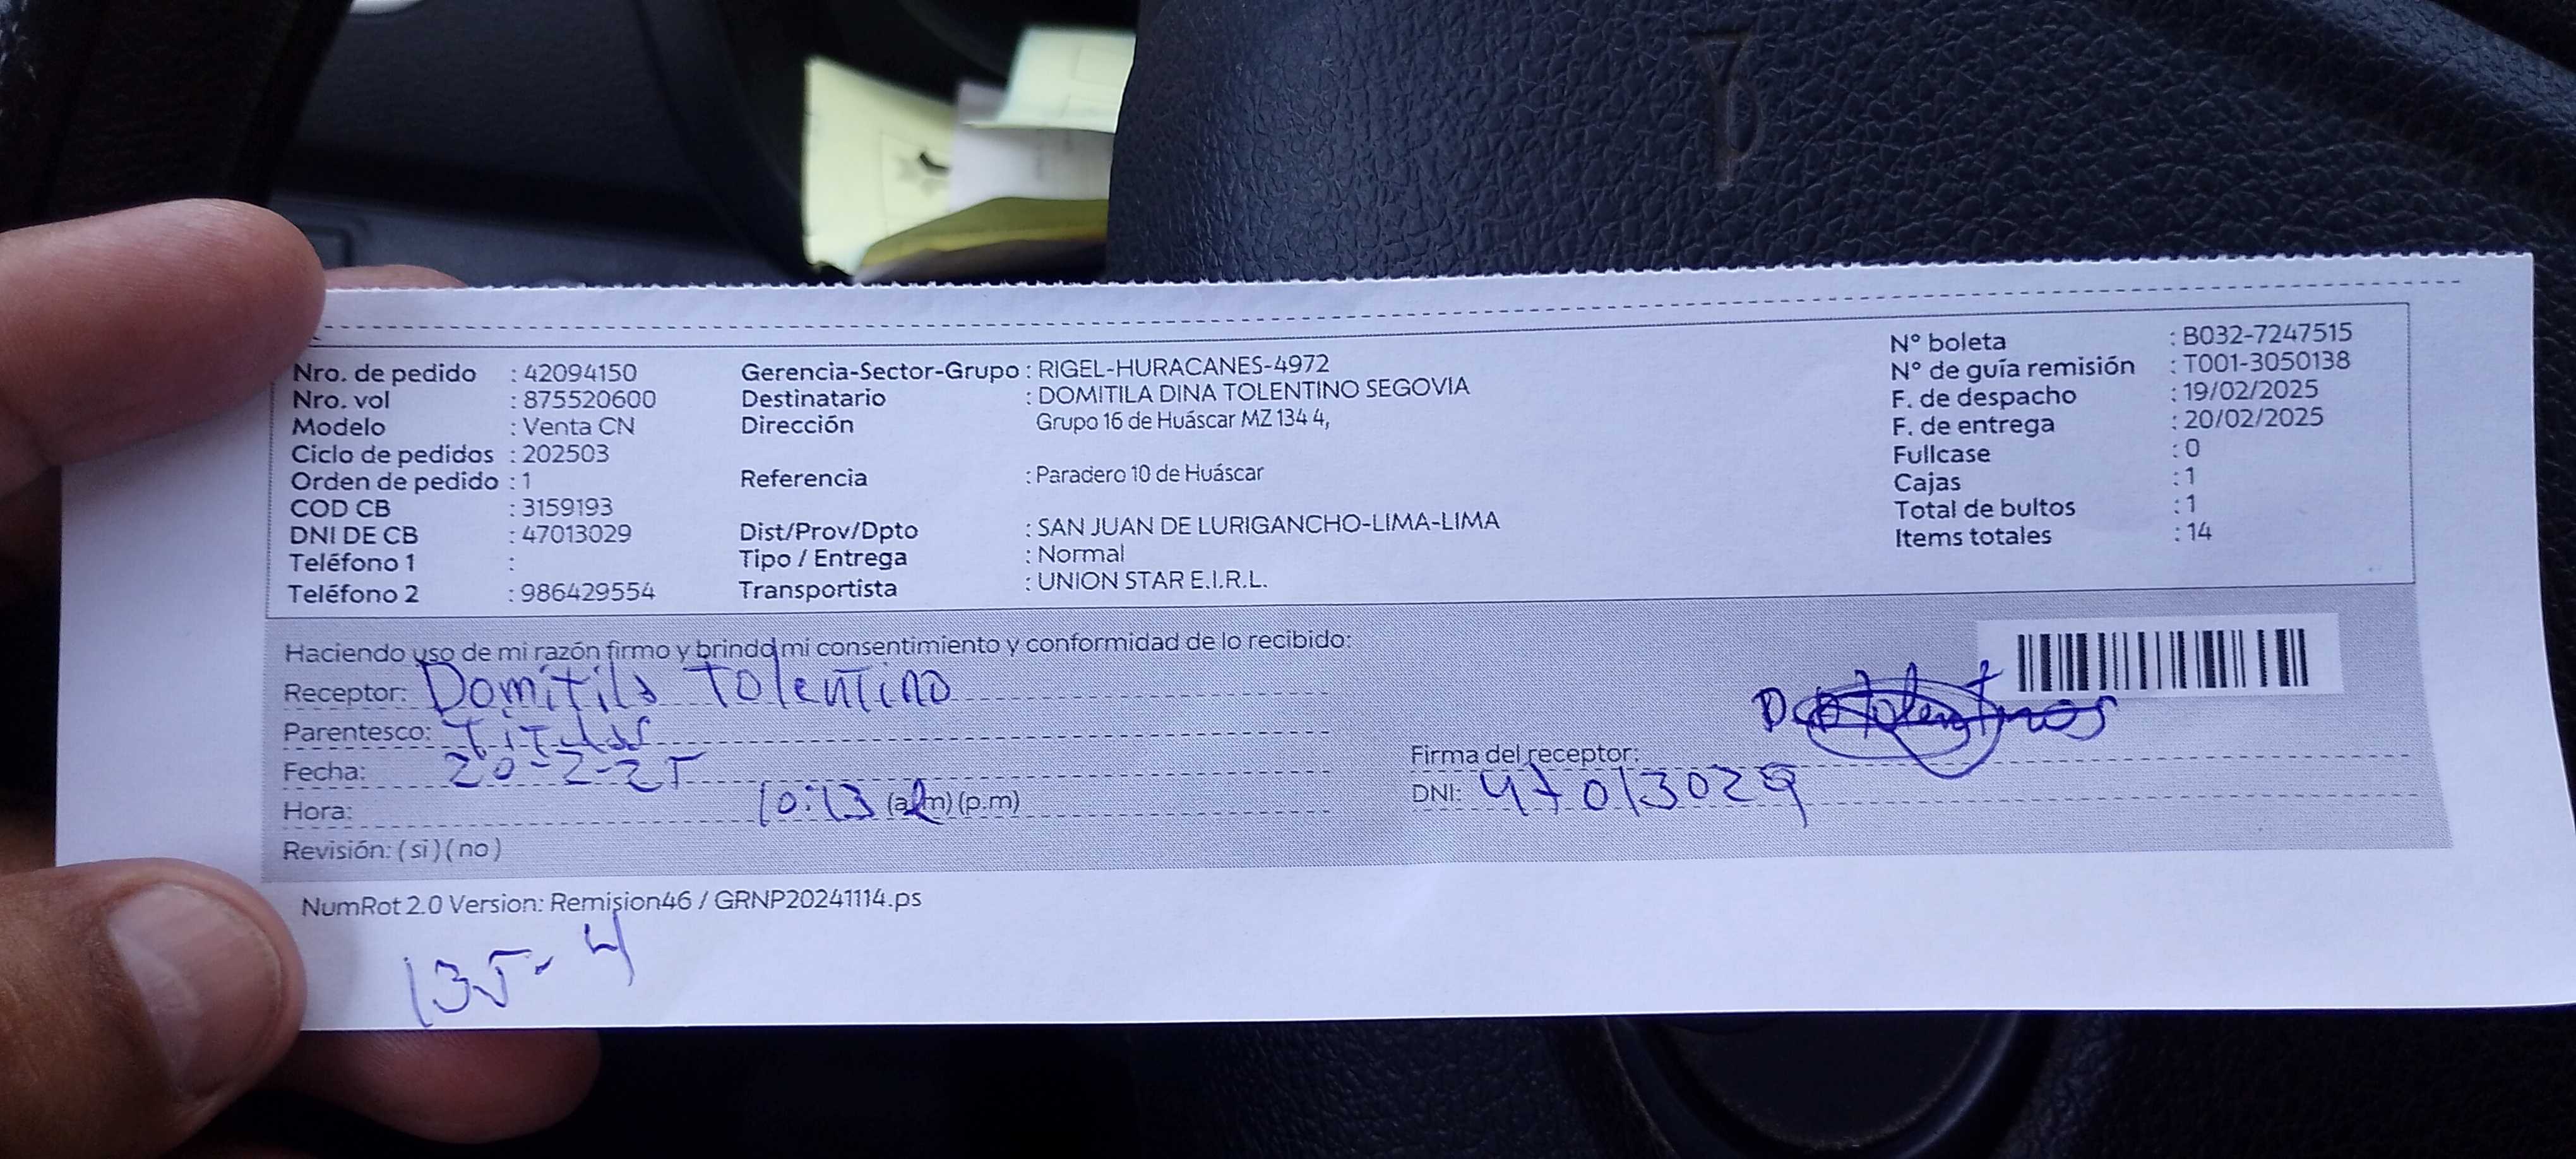 Nro. de pedido : 42094150
Nro. vol : 875520600
Modelo : Venta CN
Ciclo de pedidos : 202503
Orden de pedido : 1
COD CB : 3159193
DNI DE CB : 47013029
Teléfono 1 :
Teléfono 2 : 986429554
Gerencia-Sector-Grupo : RIGEL-HURACANES-4972
Destinatario : DOMITILA DINA TOLENTINO SEGOVIA
Dirección Grupo 16 de Huáscar MZ 134 4,
Referencia : Paradero 10 de Huáscar
Dist/Prov/Dpto : SAN JUAN DE LURIGANCHO-LIMA-LIMA
Tipo / Entrega : Normal
Transportista : UNION STAR E.I.R.L.
N° boleta : B032-7247515
N° de guía remisión : T001-3050138
F. de despacho : 19/02/2025
F. de entrega : 20/02/2025
Fullcase : 0
Cajas : 1
Total de bultos : 1
Items totales : 14
Haciendo uso de mi razón firmo y brindo mi consentimiento y conformidad de lo recibido:
Receptor: Domitila Tolentino
Parentesco: Titular
Fecha: 20-2-25
Hora: 10:13 (a.m) (p.m)
Revisión: ( si ) ( no )
Firma del receptor:
DNI: 47013029
NumRot 2.0 Version: Remision46 / GRNP20241114.ps
135-4